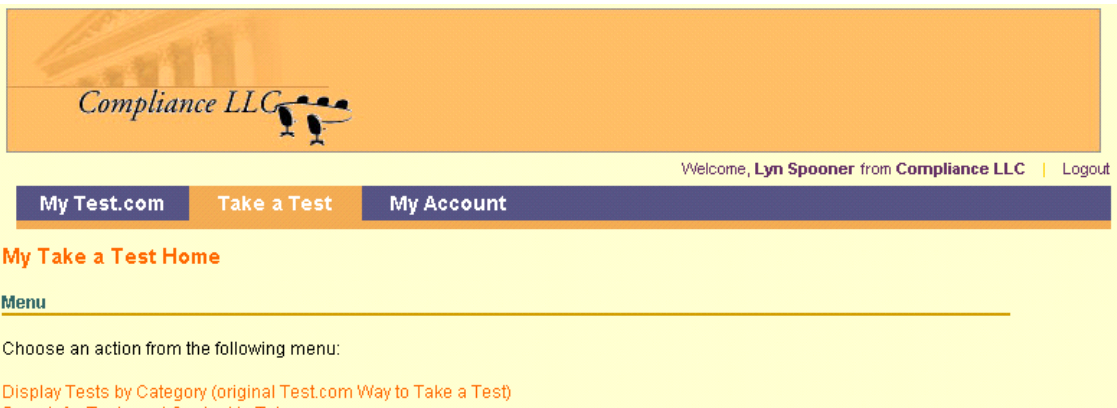 Compliance LLC
Welcome, Lyn Spooner from Compliance LLC | Logout
My Test.com Take a Test My Account
My Take a Test Home
Menu
Choose an action from the following menu:
Display Tests by Category (original Test.com Way to Take a Test)